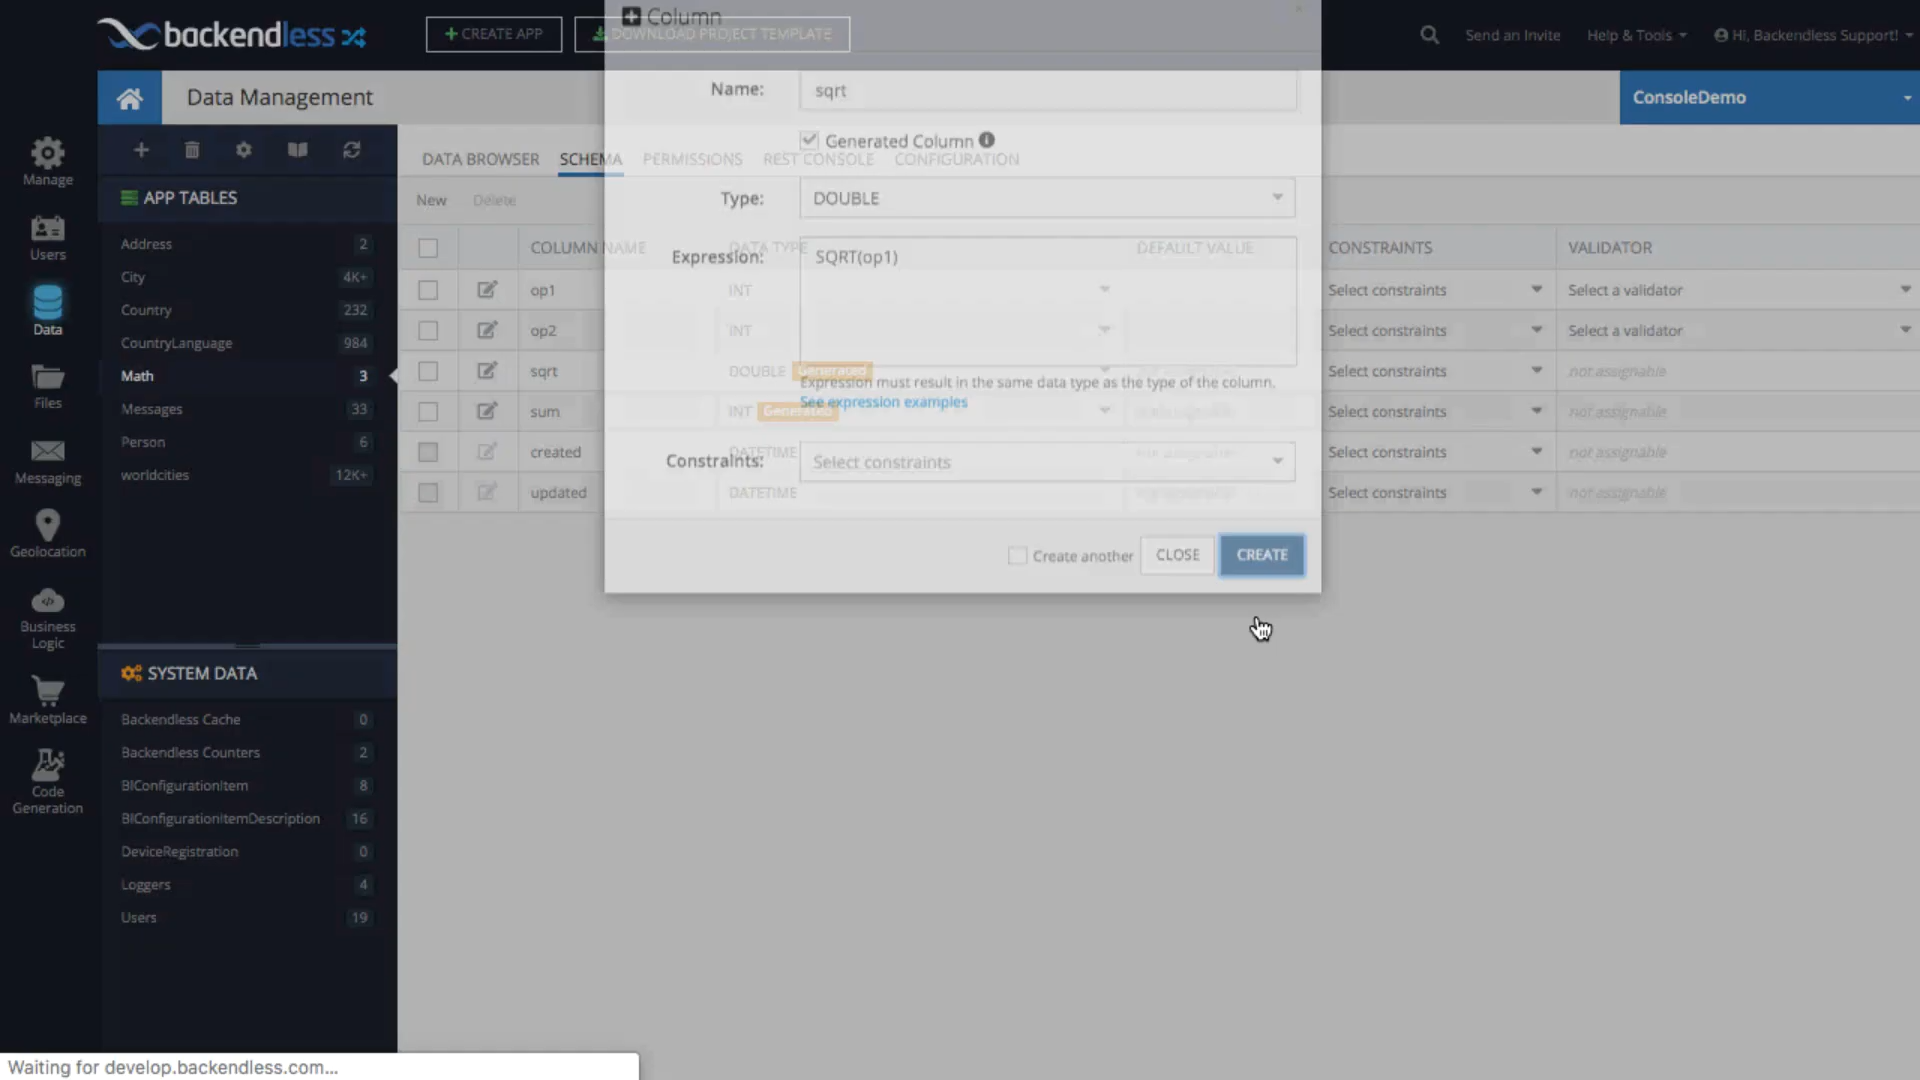 backendless
+ CREATE APP
DOWNLOAD PROJECT TEMPLATE
Send an Invite
Help & Tools
Hi, Backendless Support!
Data Management
ConsoleDemo
Manage
Users
Data
Files
Messaging
Geolocation
Business
Logic
Marketplace
Code
Generation
APP TABLES
Address 2
City 4K+
Country 232
CountryLanguage 984
Math 3
Messages 33
Person 6
worldcities 12K+
SYSTEM DATA
Backendless Cache 0
Backendless Counters 2
BlConfigurationItem 8
BlConfigurationItemDescription 16
DeviceRegistration 0
Loggers 4
Users 19
DATA BROWSER SCHEMA PERMISSIONS REST CONSOLE CONFIGURATION
New Delete
COLUMN NAME DATA TYPE DEFAULT VALUE CONSTRAINTS VALIDATOR
op1 INT Select constraints Select a validator
op2 INT Select constraints Select a validator
sqrt DOUBLE Generated Select constraints not assignable
sum INT Generated Select constraints not assignable
created DATETIME not assignable Select constraints not assignable
updated DATETIME not assignable Select constraints not assignable
Column
Name: sqrt
Generated Column
Type: DOUBLE
Expression: SQRT(op1)
Expression must result in the same data type as the type of the column.
See expression examples
Constraints: Select constraints
Create another CLOSE CREATE
Waiting for develop.backendless.com...